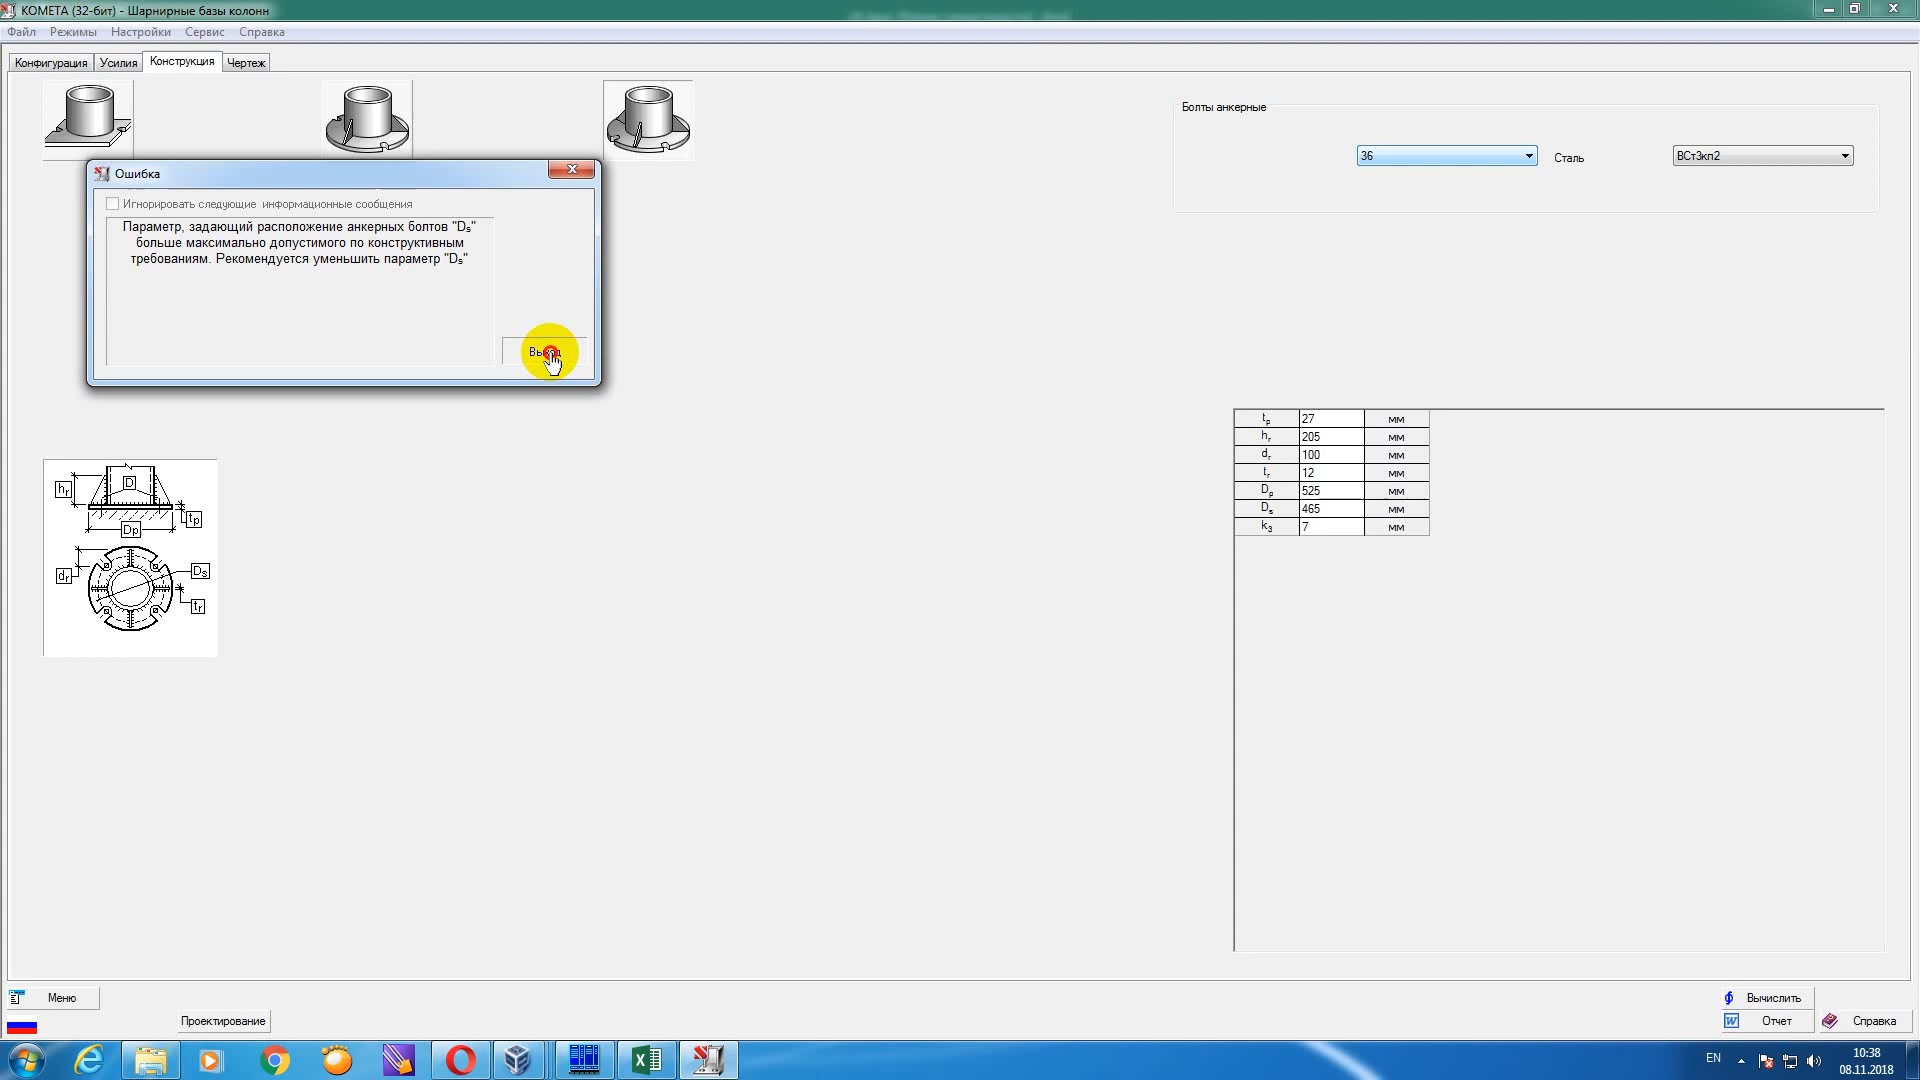 КОМЕТА (32-бит) - Шарнирные базы колонн
Файл Режимы Настройки Сервис Справка
Конфигурация Усилия Конструкция Чертеж
Болты анкерные
36 Сталь ВСт3кп2
Ошибка
Игнорировать следующие информационные сообщения
Параметр, задающий расположение анкерных болтов "Ds"
больше максимально допустимого по конструктивным
требованиям. Рекомендуется уменьшить параметр "Ds"
Выход
tp 27 мм
hr 205 мм
dr 100 мм
tr 12 мм
Dp 525 мм
Ds 465 мм
k3 7 мм
D
hr
tp
Dp
Ds
dr
tr
Меню
Проектирование
Вычислить
Отчет
Справка
EN
10:38
08.11.2018